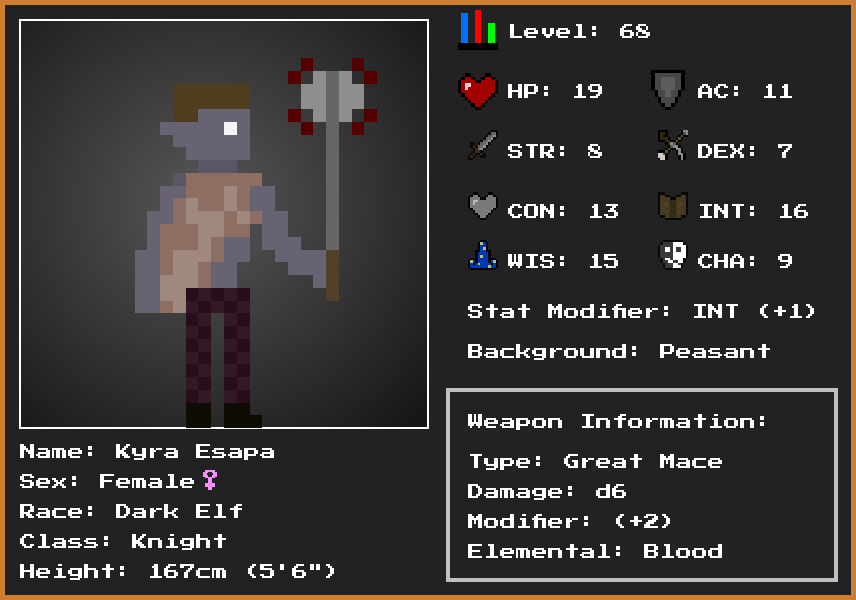 Level: 68
HP: 19 AC: 11
STR: 8 DEX: 7
CON: 13 INT: 16
WIS: 15 CHA: 9
Stat Modifier: INT (+1)
Background: Peasant
Weapon Information:
Type: Great Mace
Damage: d6
Modifier: (+2)
Elemental: Blood
Name: Kyra Esapa
Sex: Female♀
Race: Dark Elf
Class: Knight
Height: 167cm (5'6")